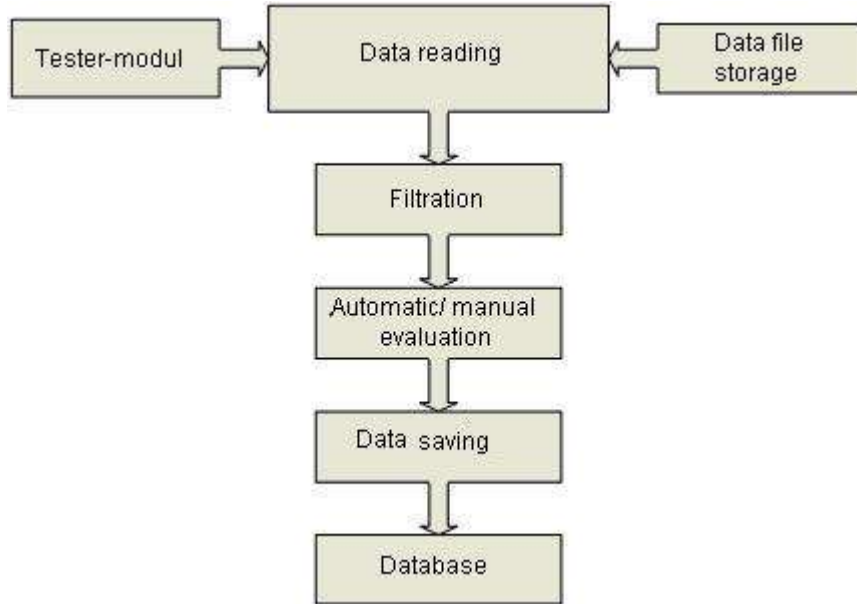 Tester-modul
Data reading
Data file
storage
Filtration
Automatic/ manual
evaluation
Data saving
Database